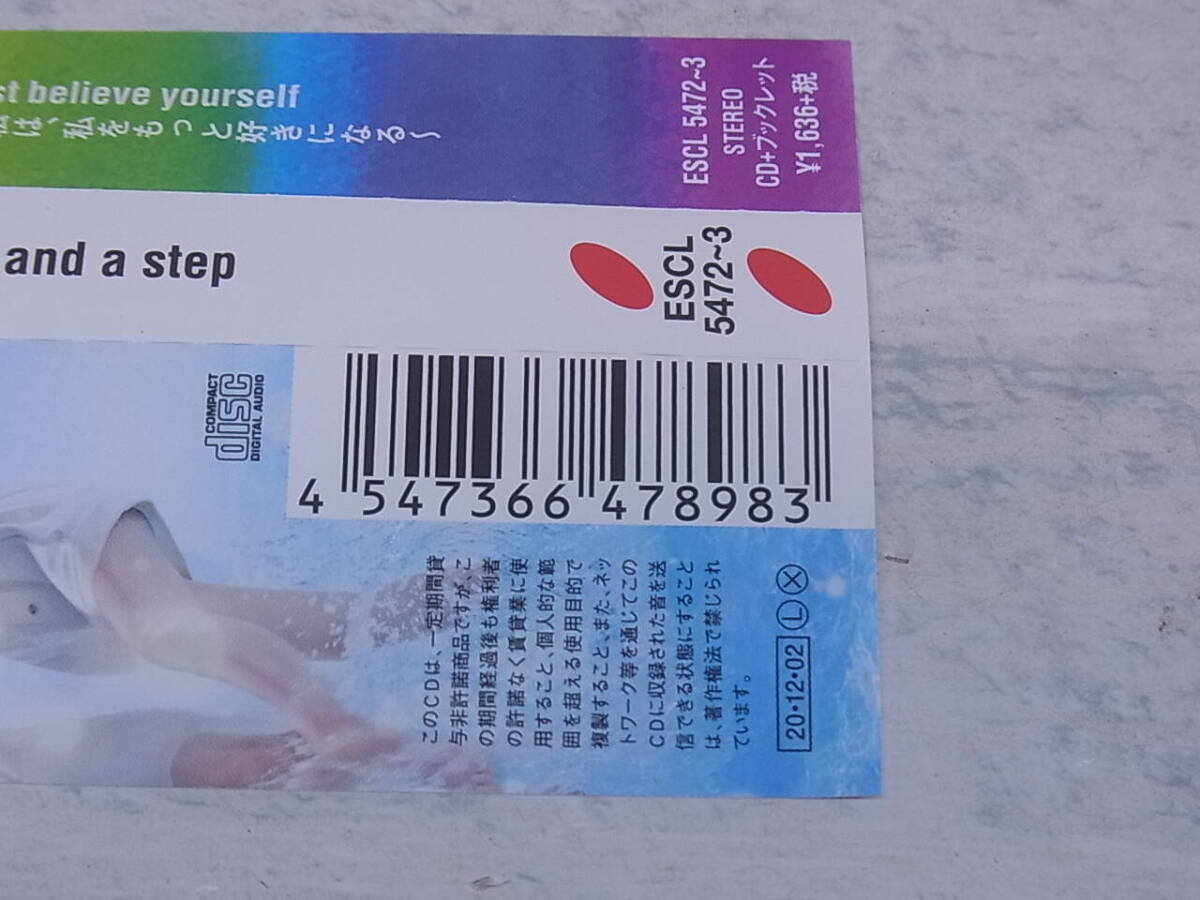 st believe yourself
私は、私をもっと好きになる〜
ESCL 5472~3
STEREO
CD+ブックレット
¥1,636+税
and a step
ESCL
5472~3
COMPACT
disc
DIGITAL AUDIO
4 547366 478983
このCDは、一定期間貸
与非許諾商品ですが、こ
の期間経過後も権利者
の許諾なく賃貸業に使
用すること、個人的な範
囲を超える使用目的で
複製すること、また、ネッ
トワーク等を通じてこの
CDに収録された音を送
信できる状態にすること
は、著作権法で禁じられ
ています。
20・12・02 L X